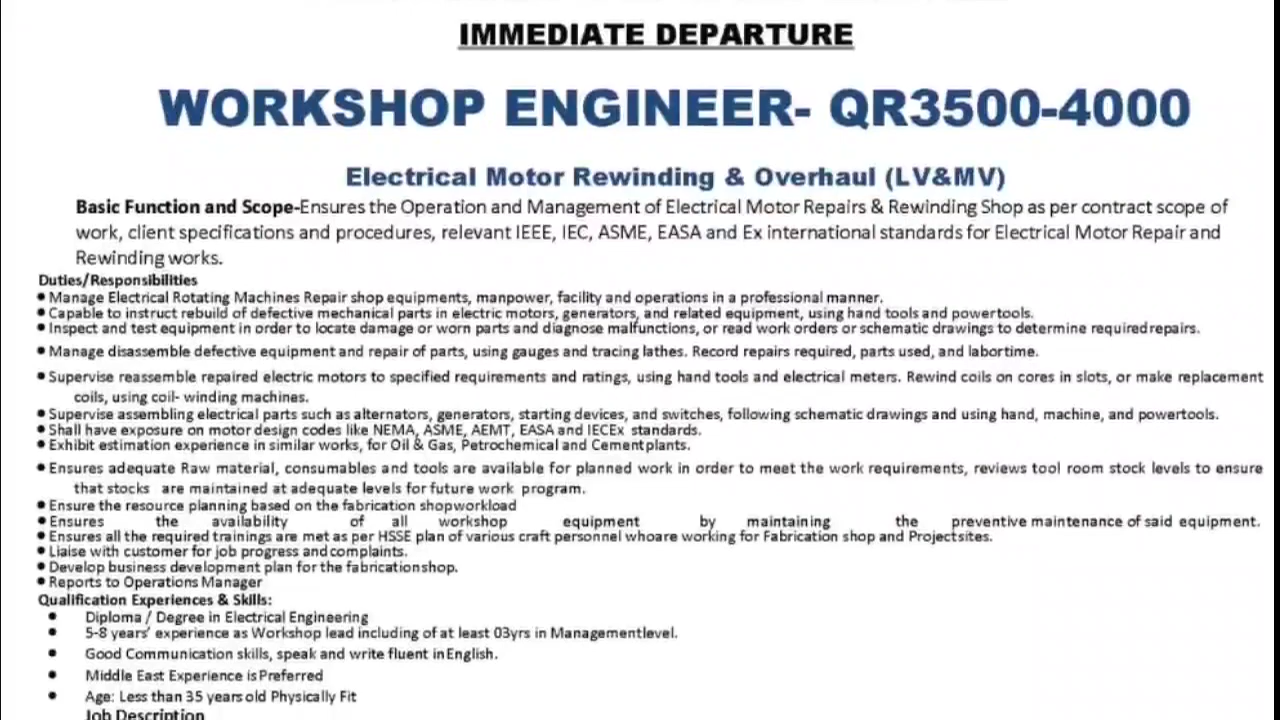 IMMEDIATE DEPARTURE
WORKSHOP ENGINEER- QR3500-4000
Electrical Motor Rewinding & Overhaul (LV&MV)
Basic Function and Scope-Ensures the Operation and Management of Electrical Motor Repairs & Rewinding Shop as per contract scope of
work, client specifications and procedures, relevant IEEE, IEC, ASME, EASA and Ex international standards for Electrical Motor Repair and
Rewinding works.
Duties/Responsibilities
● Manage Electrical Rotating Machines Repair shop equipments, manpower, facility and operations in a professional manner.
● Capable to instruct rebuild of defective mechanical parts in electric motors, generators, and related equipment, using hand tools and powertools.
● Inspect and test equipment in order to locate damage or worn parts and diagnose malfunctions, or read work orders or schematic drawings to determine requiredrepairs.
● Manage disassemble defective equipment and repair of parts, using gauges and tracing lathes. Record repairs required, parts used, and labortime.
● Supervise reassemble repaired electric motors to specified requirements and ratings, using hand tools and electrical meters. Rewind coils on cores in slots, or make replacement
coils, using coil- winding machines.
● Supervise assembling electrical parts such as alternators, generators, starting devices, and switches, following schematic drawings and using hand, machine, and powertools.
● Shall have exposure on motor design codes like NEMA, ASME, AEMT, EASA and IECEx standards.
● Exhibit estimation experience in similar works, for Oil & Gas, Petrochemical and Cementplants.
● Ensures adequate Raw material, consumables and tools are available for planned work in order to meet the work requirements, reviews tool room stock levels to ensure
that stocks are maintained at adequate levels for future work program.
● Ensure the resource planning based on the fabrication shopworkload
● Ensures the availability of all workshop equipment by maintaining the preventive maintenance of said equipment.
● Ensures all the required trainings are met as per HSSE plan of various craft personnel whoare working for Fabrication shop and Projectsites.
● Liaise with customer for job progress andcomplaints.
● Develop business development plan for the fabricationshop.
● Reports to Operations Manager
Qualification Experiences & Skills:
● Diploma / Degree in Electrical Engineering
● 5-8 years' experience as Workshop lead including of at least 03yrs in Managementlevel.
● Good Communication skills, speak and write fluent inEnglish.
● Middle East Experience isPreferred
● Age: Less than 35 yearsold Physically Fit
Job Description